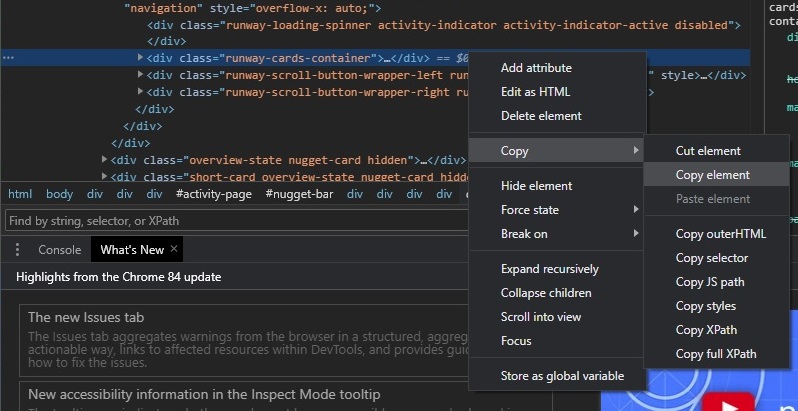 "navigation" style="overflow-x: auto;">
<div class="runway-loading-spinner activity-indicator activity-indicator-active disabled">
</div>
<div class="runway-cards-container">…</div> == $0
<div class="runway-scroll-button-wrapper-left run
" style>…</div>
<div class="runway-scroll-button-wrapper-right ru
>
</div>
</div>
</div>
<div class="overview-state nugget-card hidden">…</div>
<div class="short-card overview-state nugget-card hidden">
html body div div #activity-page #nugget-bar div div div
Find by string, selector, or XPath
Console What's New ×
Highlights from the Chrome 84 update
The new Issues tab
The Issues tab aggregates warnings from the browser in a structured, aggreg
actionable way, links to affected resources within DevTools, and provides guid
how to fix the issues.
New accessibility information in the Inspect Mode tooltip
Add attribute
Edit as HTML
Delete element
Copy
Hide element
Force state
Break on
Expand recursively
Collapse children
Scroll into view
Focus
Store as global variable
Cut element
Copy element
Paste element
Copy outerHTML
Copy selector
Copy JS path
Copy styles
Copy XPath
Copy full XPath
cards
conta
di
he
ma